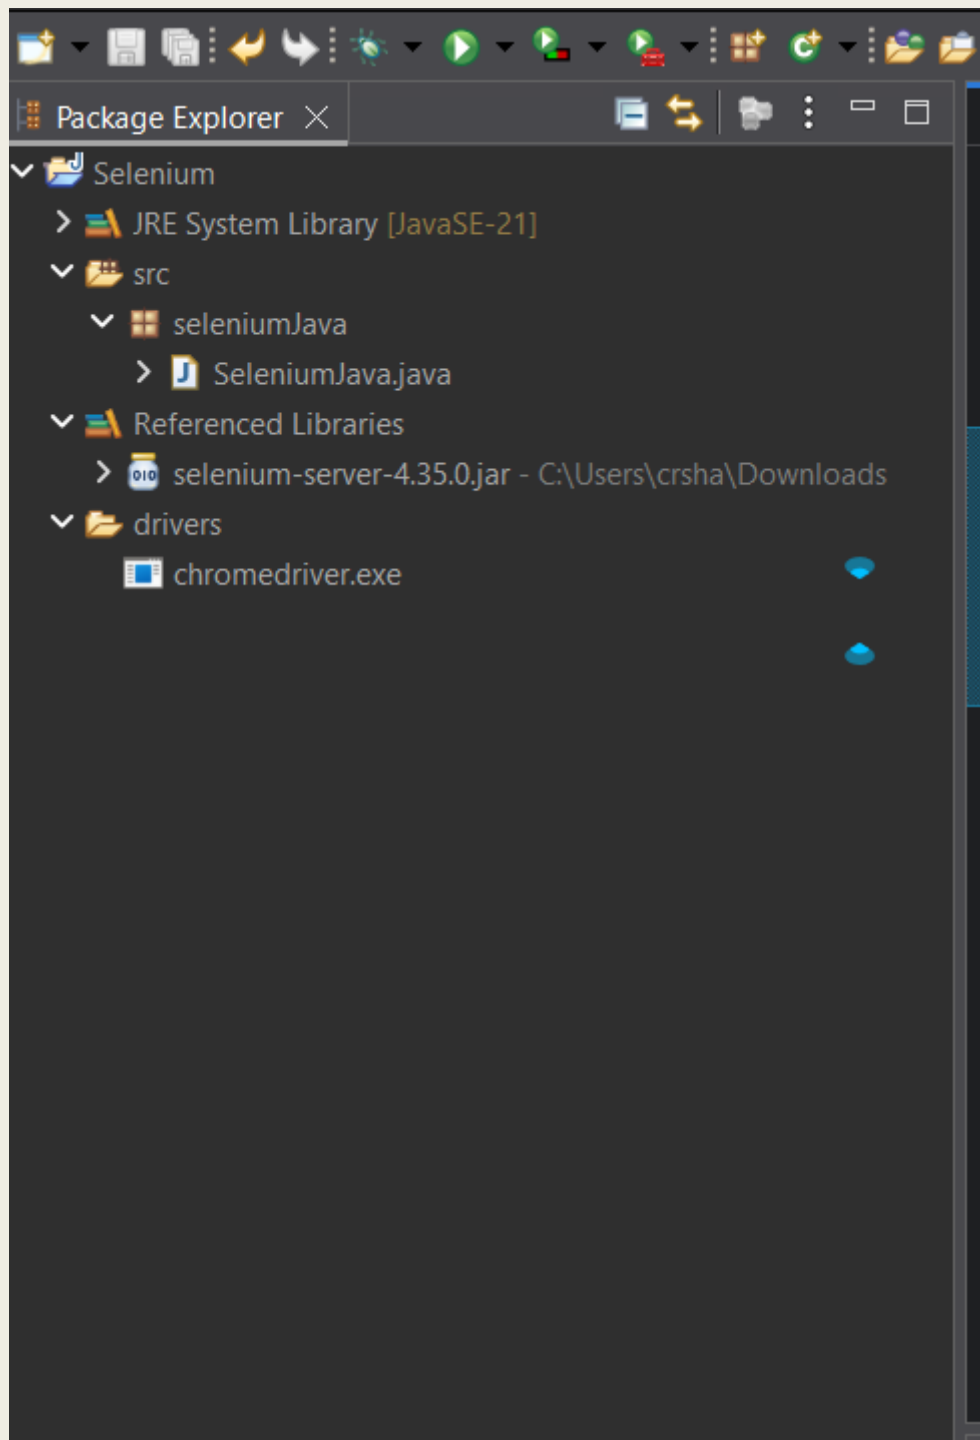 Package Explorer
Selenium
JRE System Library [JavaSE-21]
src
seleniumJava
SeleniumJava.java
Referenced Libraries
selenium-server-4.35.0.jar - C:\Users\crsha\Downloads
drivers
chromedriver.exe